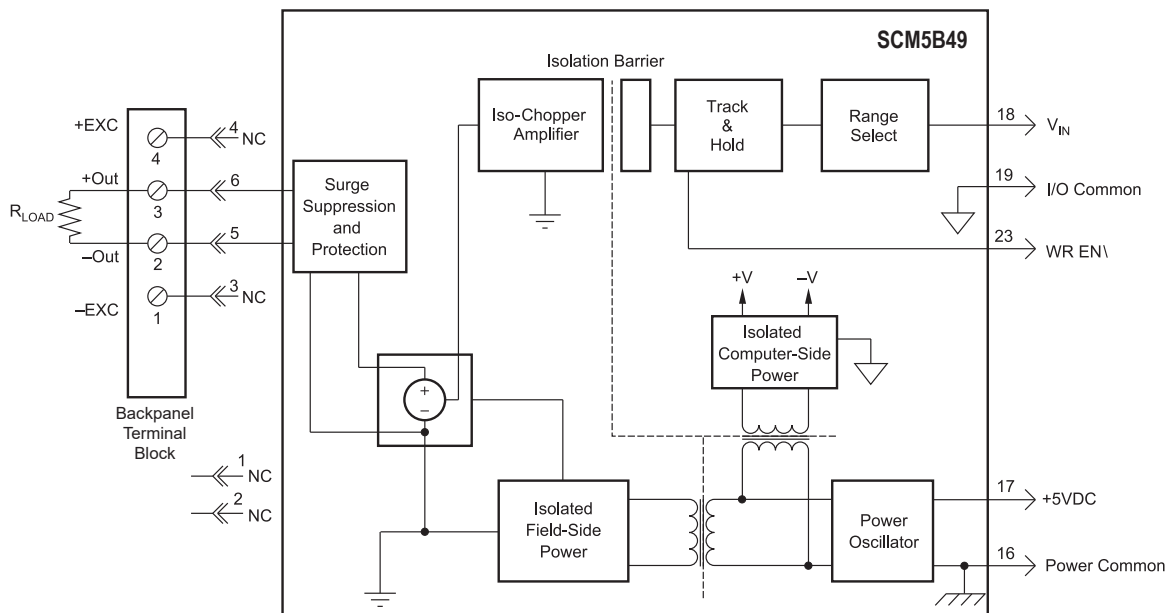 SCM5B49
Isolation Barrier
Iso-Chopper
Amplifier
Track
&
Hold
Range
Select
18
V_IN
19
I/O Common
23
WR EN\
+EXC
4
4
NC
+Out
3
6
R_LOAD
–Out
2
5
–EXC
1
3
NC
Surge
Suppression
and
Protection
+V
–V
Isolated
Computer-Side
Power
+
–
Backpanel
Terminal
Block
1
NC
2
NC
Isolated
Field-Side
Power
Power
Oscillator
17
+5VDC
16
Power Common